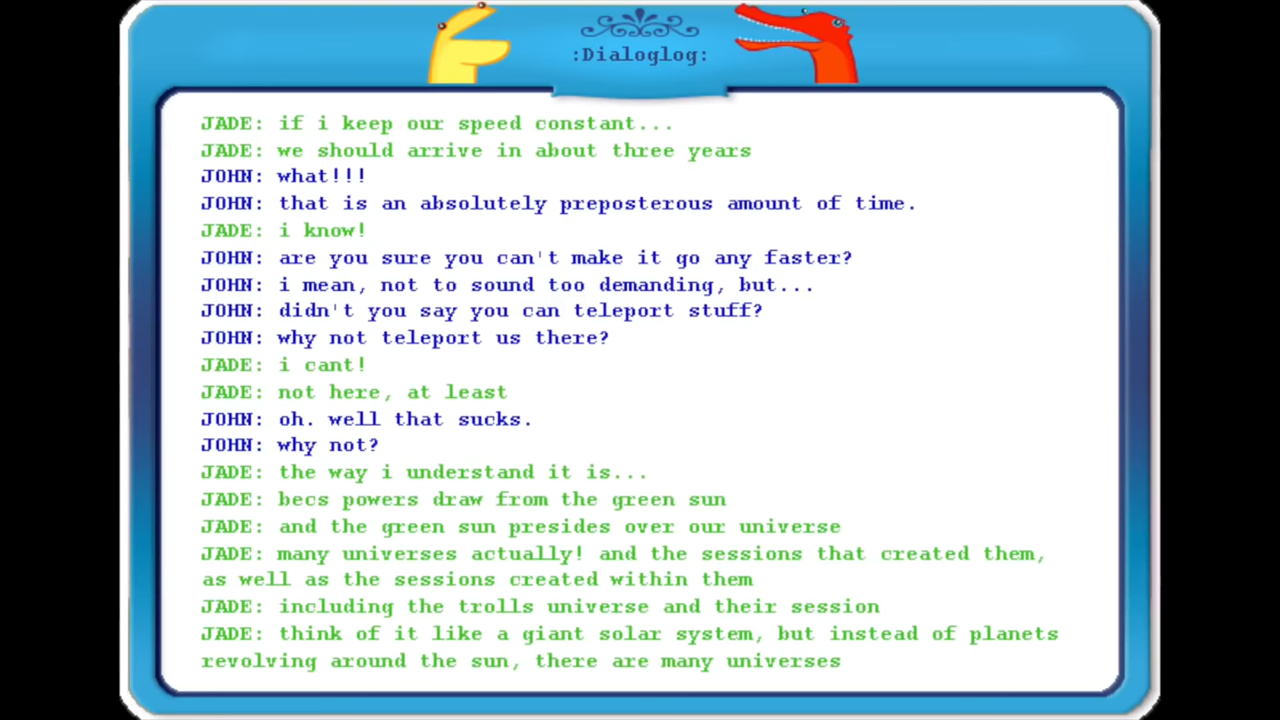 :Dialoglog:
JADE: if i keep our speed constant...
JADE: we should arrive in about three years
JOHN: what!!!
JOHN: that is an absolutely preposterous amount of time.
JADE: i know!
JOHN: are you sure you can't make it go any faster?
JOHN: i mean, not to sound too demanding, but...
JOHN: didn't you say you can teleport stuff?
JOHN: why not teleport us there?
JADE: i cant!
JADE: not here, at least
JOHN: oh. well that sucks.
JOHN: why not?
JADE: the way i understand it is...
JADE: becs powers draw from the green sun
JADE: and the green sun presides over our universe
JADE: many universes actually! and the sessions that created them,
as well as the sessions created within them
JADE: including the trolls universe and their session
JADE: think of it like a giant solar system, but instead of planets
revolving around the sun, there are many universes